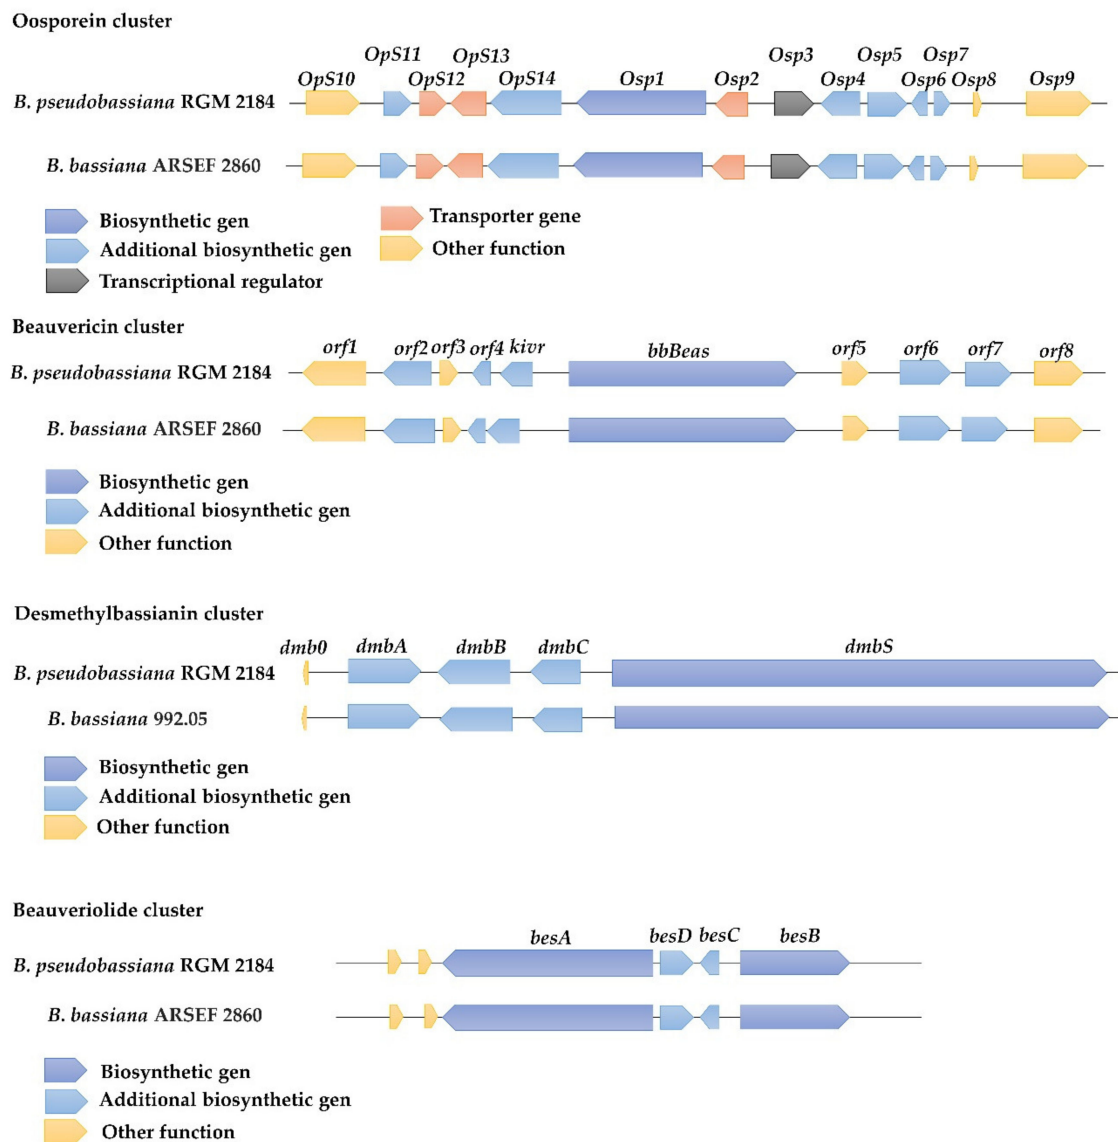 Oosporein cluster
OpS10 OpS11 OpS12 OpS13 OpS14 Osp1 Osp2 Osp3 Osp4 Osp5 Osp6 Osp7 Osp8 Osp9
B. pseudobassiana RGM 2184
B. bassiana ARSEF 2860
Biosynthetic gen
Transporter gene
Additional biosynthetic gen
Other function
Transcriptional regulator
Beauvericin cluster
orf1 orf2 orf3 orf4 kivr bbBeas orf5 orf6 orf7 orf8
B. pseudobassiana RGM 2184
B. bassiana ARSEF 2860
Biosynthetic gen
Additional biosynthetic gen
Other function
Desmethylbassianin cluster
dmb0 dmbA dmbB dmbC dmbS
B. pseudobassiana RGM 2184
B. bassiana 992.05
Biosynthetic gen
Additional biosynthetic gen
Other function
Beauveriolide cluster
besA besD besC besB
B. pseudobassiana RGM 2184
B. bassiana ARSEF 2860
Biosynthetic gen
Additional biosynthetic gen
Other function